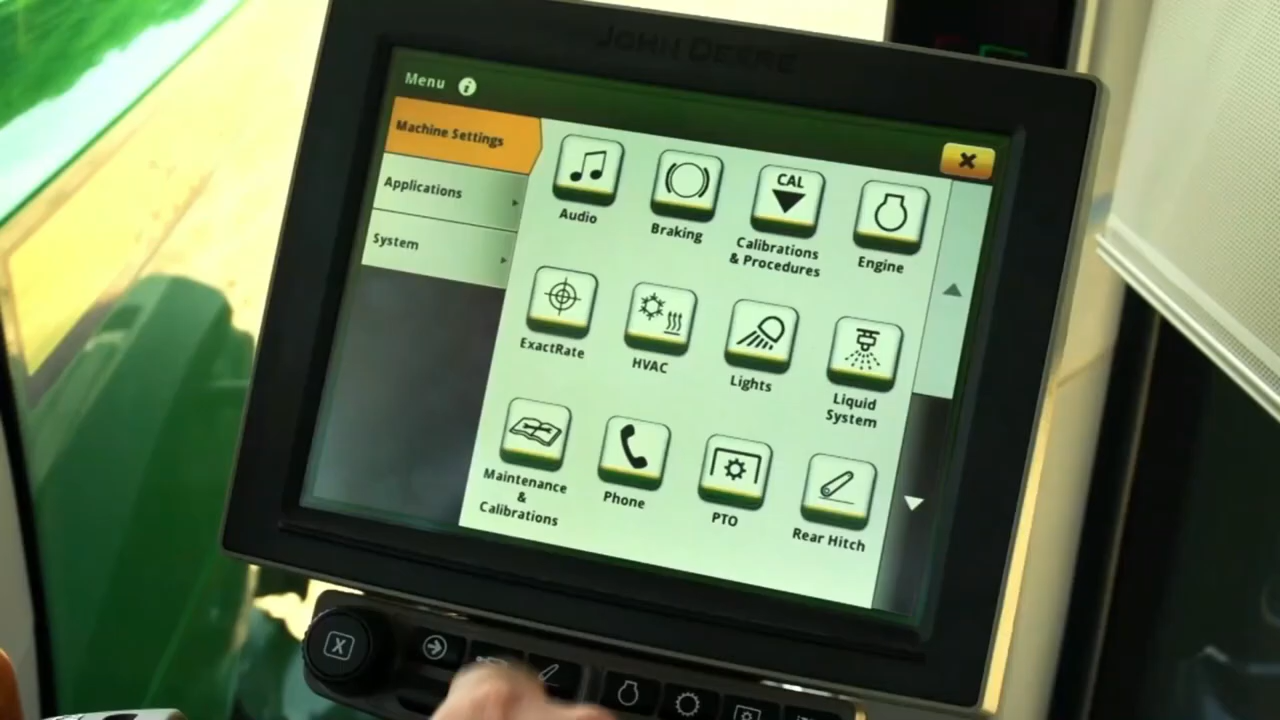 JOHN DEERE
Menu i
Machine Settings
Applications
System
Audio
Braking
CAL
Calibrations
& Procedures
Engine
ExactRate
HVAC
Lights
Liquid
System
Maintenance
&
Calibrations
Phone
PTO
Rear Hitch
X